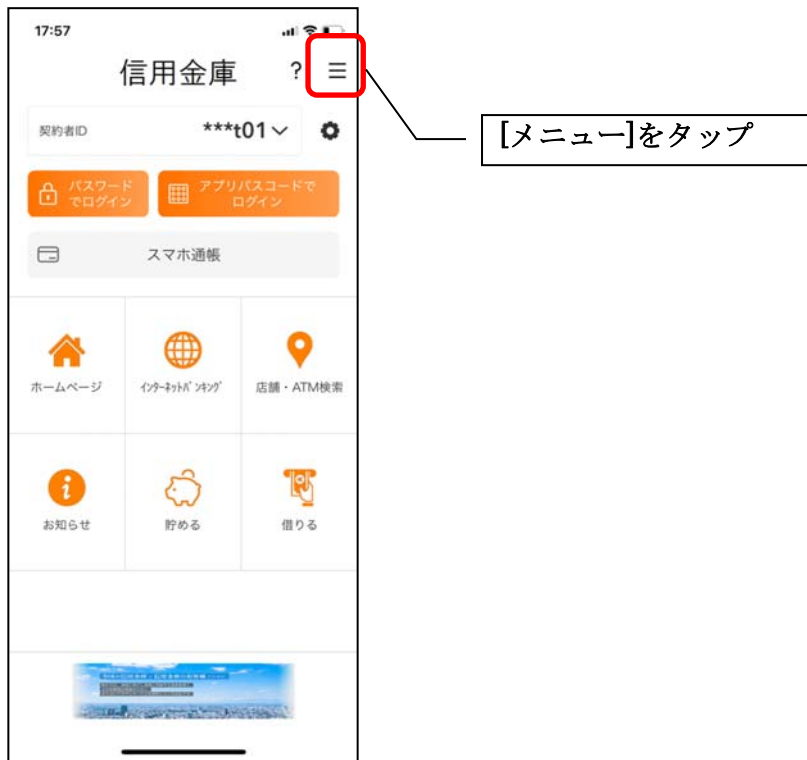 17:57
信用金庫 ?
契約者ID ***t01
[メニュー]をタップ
パスワード
でログイン
アプリパスコードで
ログイン
スマホ通帳
ホームページ
インターネットバンキング
店舗・ATM検索
お知らせ
貯める
借りる